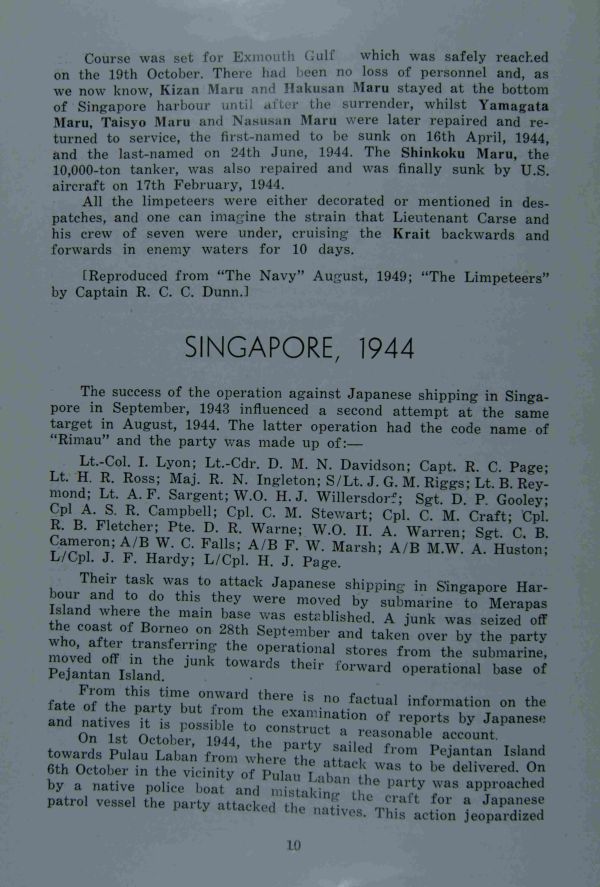 Course was set for Exmouth Gulf which was safely reached
on the 19th October. There had been no loss of personnel and, as
we now know, Kizan Maru and Hakusan Maru stayed at the bottom
of Singapore harbour until after the surrender, whilst Yamagata
Maru, Taisyo Maru and Nasusan Maru were later repaired and re-
turned to service, the first-named to be sunk on 16th April, 1944,
and the last-named on 24th June, 1944. The Shinkoku Maru, the
10,000-ton tanker, was also repaired and was finally sunk by U.S.
aircraft on 17th February, 1944.
All the limpeteers were either decorated or mentioned in des-
patches, and one can imagine the strain that Lieutenant Carse and
his crew of seven were under, cruising the Krait backwards and
forwards in enemy waters for 10 days.
[Reproduced from "The Navy" August, 1949; "The Limpeteers"
by Captain R. C. C. Dunn.]
SINGAPORE, 1944
The success of the operation against Japanese shipping in Singa-
pore in September, 1943 influenced a second attempt at the same
target in August, 1944. The latter operation had the code name of
"Rimau" and the party was made up of:—
Lt.-Col. I. Lyon; Lt.-Cdr. D. M. N. Davidson; Capt. R. C. Page;
Lt. H. R. Ross; Maj. R. N. Ingleton; S/Lt. J. G. M. Riggs; Lt. B. Rey-
mond; Lt. A. F. Sargent; W.O. H. J. Willersdorf; Sgt. D. P. Gooley;
Cpl A. S. R. Campbell; Cpl. C. M. Stewart; Cpl. C. M. Craft; Cpl.
R. B. Fletcher; Pte. D. R. Warne; W.O. II. A. Warren; Sgt. C. B.
Cameron; A/B W. C. Falls; A/B F. W. Marsh; A/B M.W. A. Huston;
L/Cpl. J. F. Hardy; L/Cpl. H. J. Page.
Their task was to attack Japanese shipping in Singapore Har-
bour and to do this they were moved by submarine to Merapas
Island where the main base was established. A junk was seized off
the coast of Borneo on 28th September and taken over by the party
who, after transferring the operational stores from the submarine,
moved off in the junk towards their forward operational base of
Pejantan Island.
From this time onward there is no factual information on the
fate of the party but from the examination of reports by Japanese
and natives it is possible to construct a reasonable account.
On 1st October, 1944, the party sailed from Pejantan Island
towards Pulau Laban from where the attack was to be delivered. On
6th October in the vicinity of Pulau Laban the party was approached
by a native police boat and mistaking the craft for a Japanese
patrol vessel the party attacked the natives. This action jeopardized
10